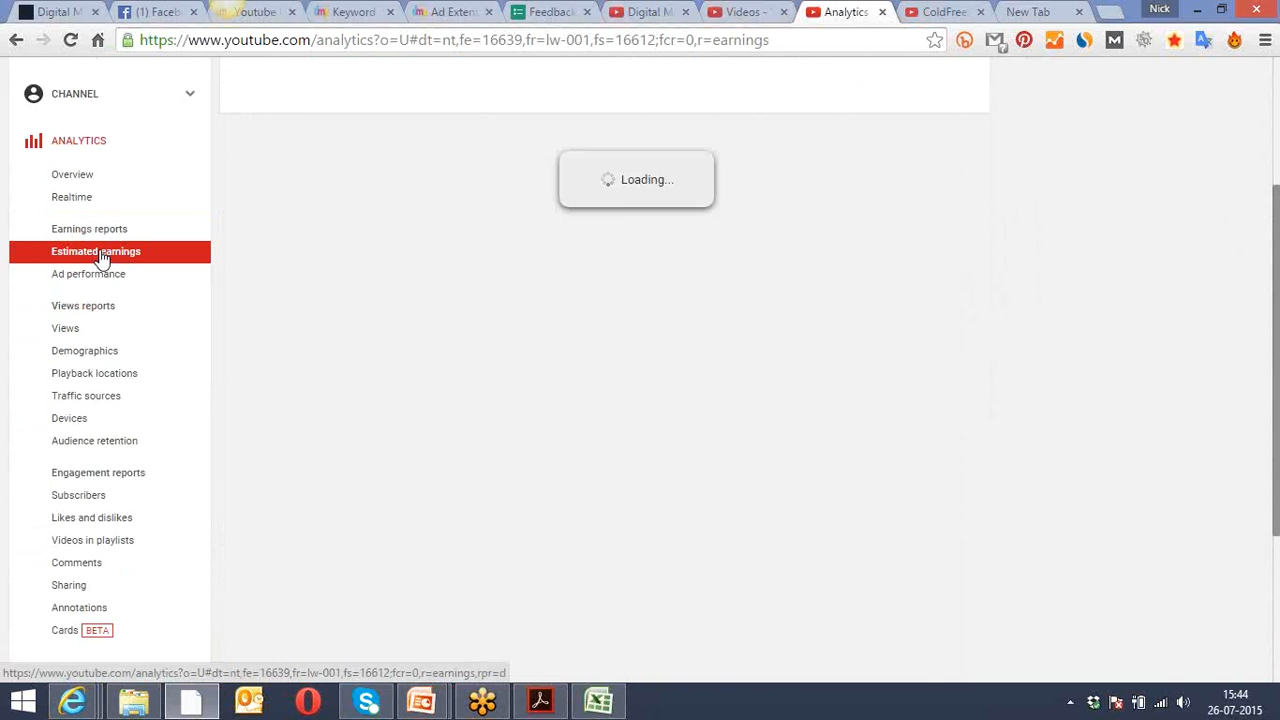 Digital M
(Faceb
Youtube
Keyword
Ad Exten
Feedback
Digital M
Videos -
Analytics
ColdFree
New Tab
Nick
https://www.youtube.com/analytics?o=U#dt=nt,fe=16639,fr=lw-001,fs=16612;fcr=0,r=earnings
CHANNEL
ANALYTICS
Loading...
Overview
Realtime
Earnings reports
Estimated earnings
Ad performance
Views reports
Views
Demographics
Playback locations
Traffic sources
Devices
Audience retention
Engagement reports
Subscribers
Likes and dislikes
Videos in playlists
Comments
Sharing
Annotations
Cards BETA
https://www.youtube.com/analytics?o=U#dt=nt,fe=16639,fr=lw-001,fs=16612;fcr=0,r=earnings,rpr=d
15:44
26-07-2015